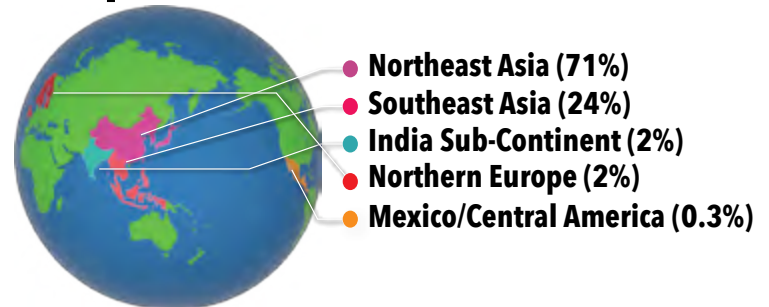 Northeast Asia (71%)
Southeast Asia (24%)
India Sub-Continent (2%)
Northern Europe (2%)
Mexico/Central America (0.3%)